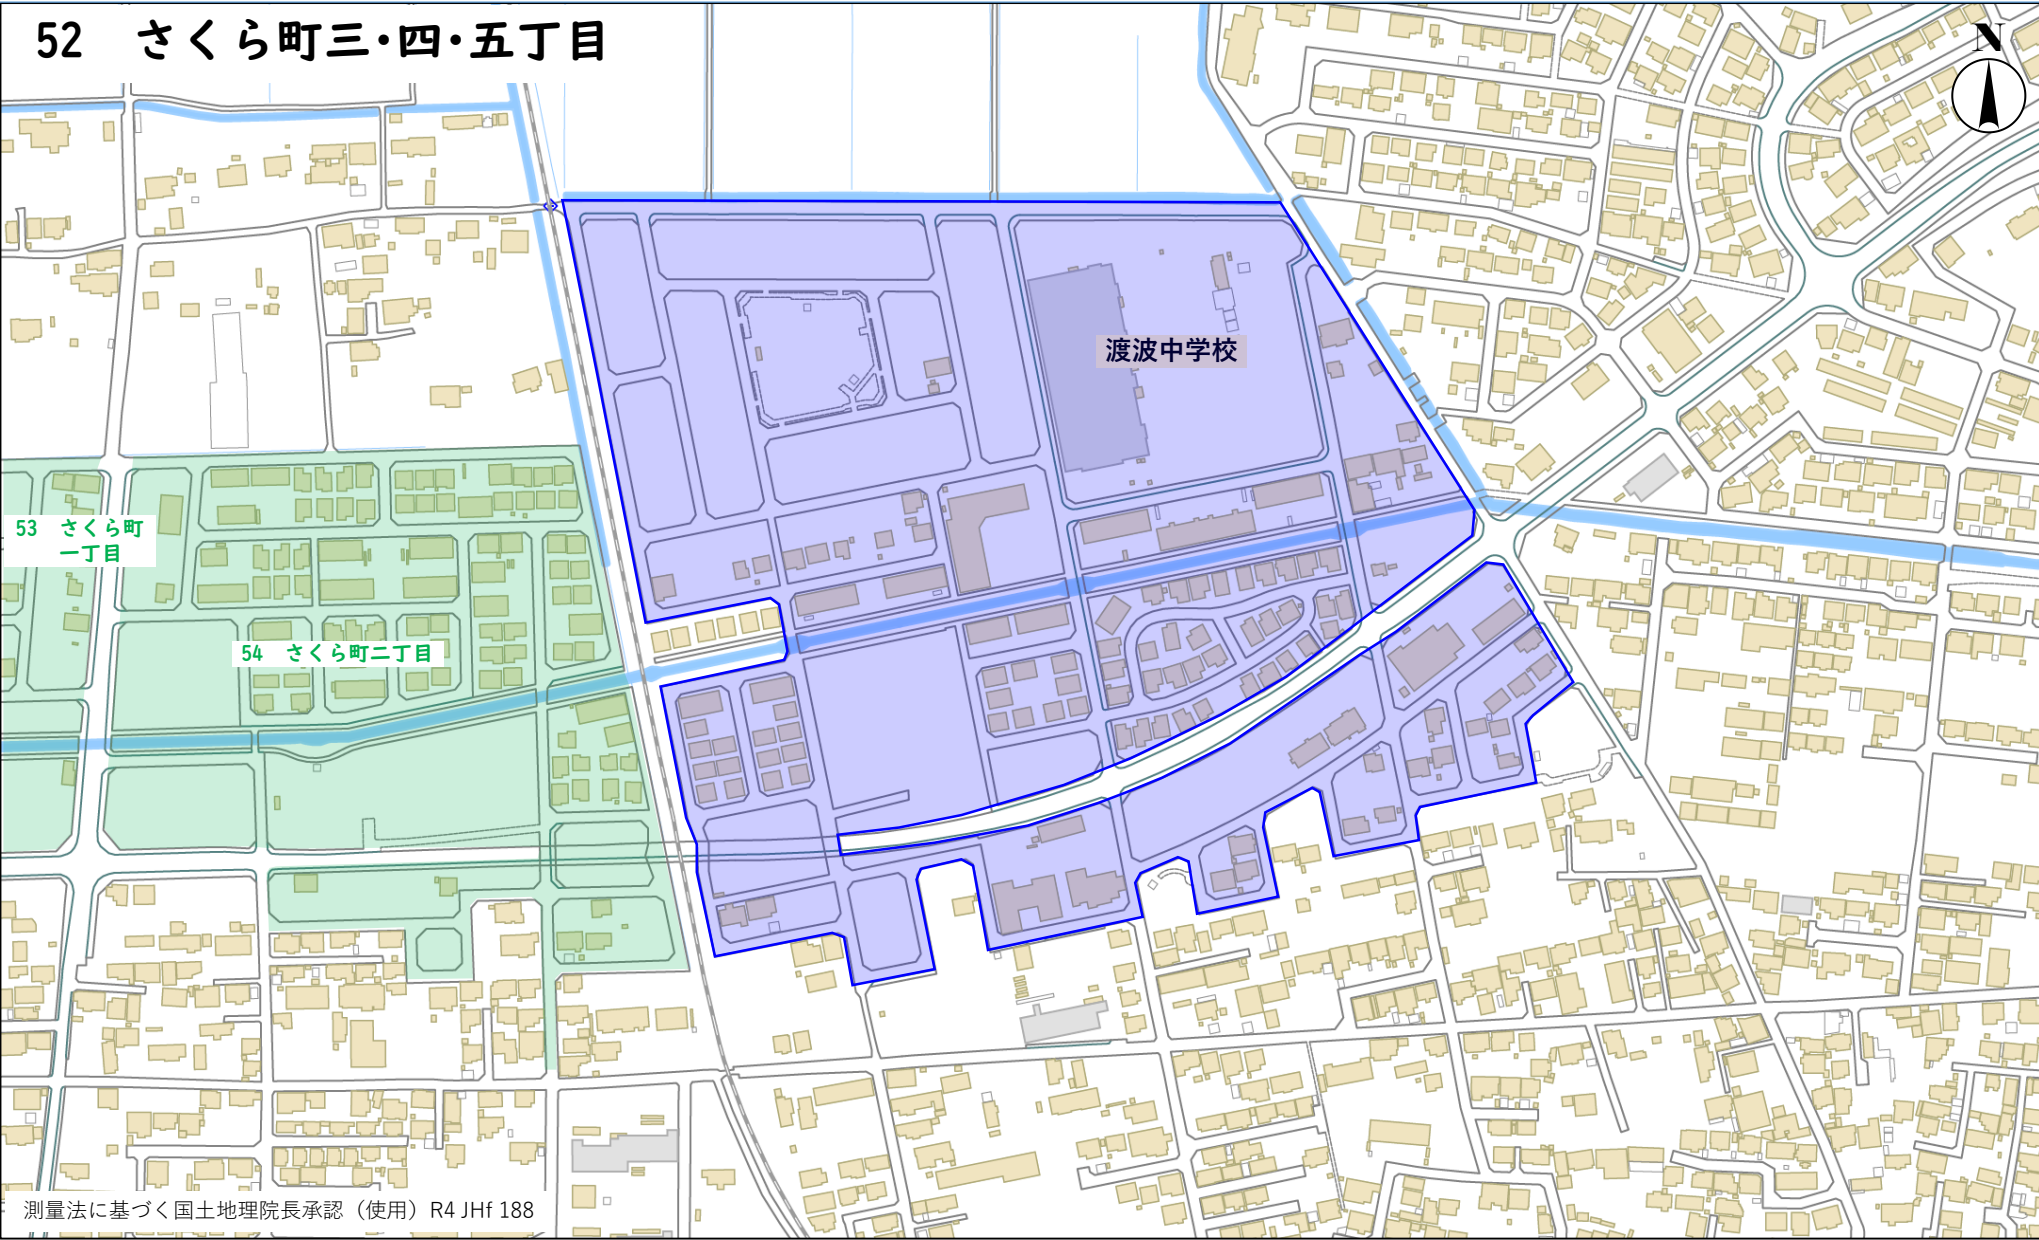 52　さくら町三・四・五丁目
N
渡波中学校
53　さくら町
一丁目
54　さくら町二丁目
測量法に基づく国土地理院長承認（使用）R4 JHf 188